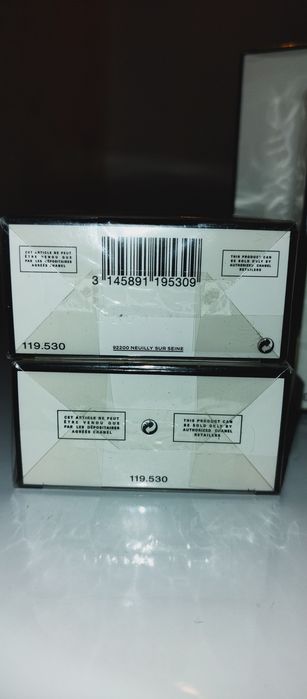 CET ARTICLE NE PEUT
ÊTRE VENDU QUE
PAR LES DÉPOSITAIRES
AGRÉÉS CHANEL
THIS PRODUCT CAN
BE SOLD ONLY BY
AUTHORIZED CHANEL
RETAILERS
3 145891 195309
119.530
92200 NEUILLY SUR SEINE
CET ARTICLE NE PEUT
ÊTRE VENDU QUE
PAR LES DÉPOSITAIRES
AGRÉÉS CHANEL
THIS PRODUCT CAN
BE SOLD ONLY BY
AUTHORIZED CHANEL
RETAILERS
119.530